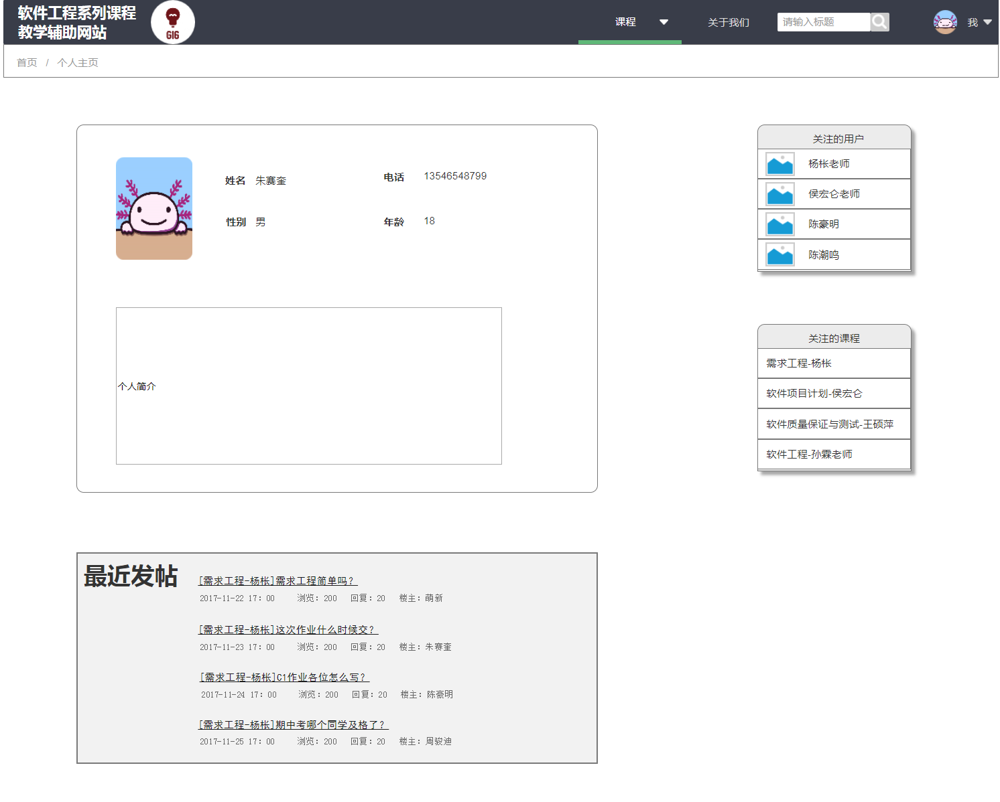 软件工程系列课程
教学辅助网站
G16
课程
关于我们
请输入标题
我
首页 / 个人主页
姓名 朱赛奎
电话 13546548799
性别 男
年龄 18
个人简介
关注的用户
杨枨老师
侯宏仑老师
陈豪明
陈潮鸣
关注的课程
需求工程-杨枨
软件项目计划-侯宏仑
软件质量保证与测试-王硕萍
软件工程-孙霖老师
最近发帖
[需求工程-杨枨]需求工程简单吗？
2017-11-22 17：00 浏览：200 回复：20 楼主：萌新
[需求工程-杨枨]这次作业什么时候交？
2017-11-23 17：00 浏览：200 回复：20 楼主：朱赛奎
[需求工程-杨枨]C1作业各位怎么写？
2017-11-24 17：00 浏览：200 回复：20 楼主：陈豪明
[需求工程-杨枨]期中考哪个同学及格了？
2017-11-25 17：00 浏览：200 回复：20 楼主：周骏迪